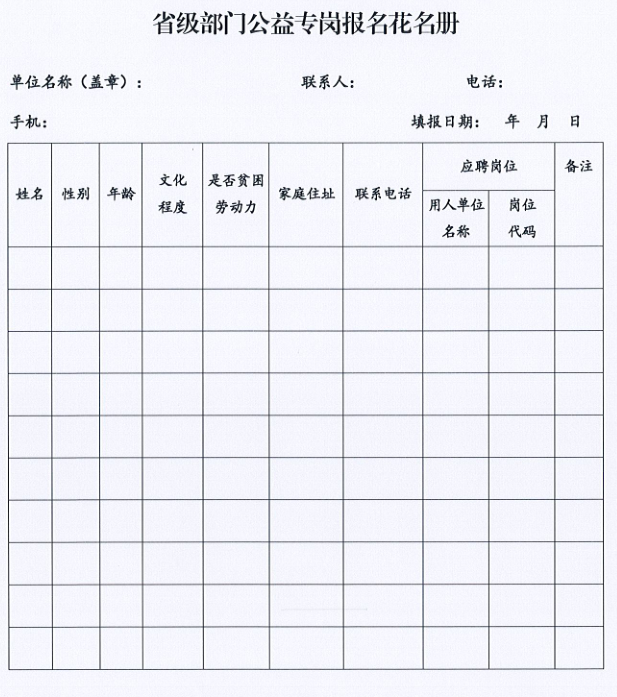 省级部门公益专岗报名花名册
单位名称（盖章）： 联系人： 电话：
手机： 填报日期： 年 月 日
姓名 性别 年龄 文化程度 是否贫困劳动力 家庭住址 联系电话 应聘岗位 备注
用人单位名称 岗位代码